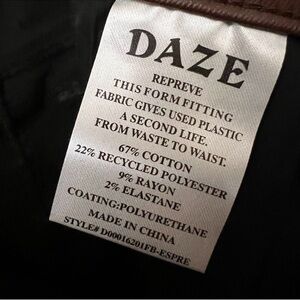 DAZE
REPREVE
THIS FORM FITTING
FABRIC GIVES USED PLASTIC
A SECOND LIFE.
FROM WASTE TO WAIST.
67% COTTON
22% RECYCLED POLYESTER
9% RAYON
2% ELASTANE
COATING:POLYURETHANE
MADE IN CHINA
STYLE# D00016201FB-ESPRE